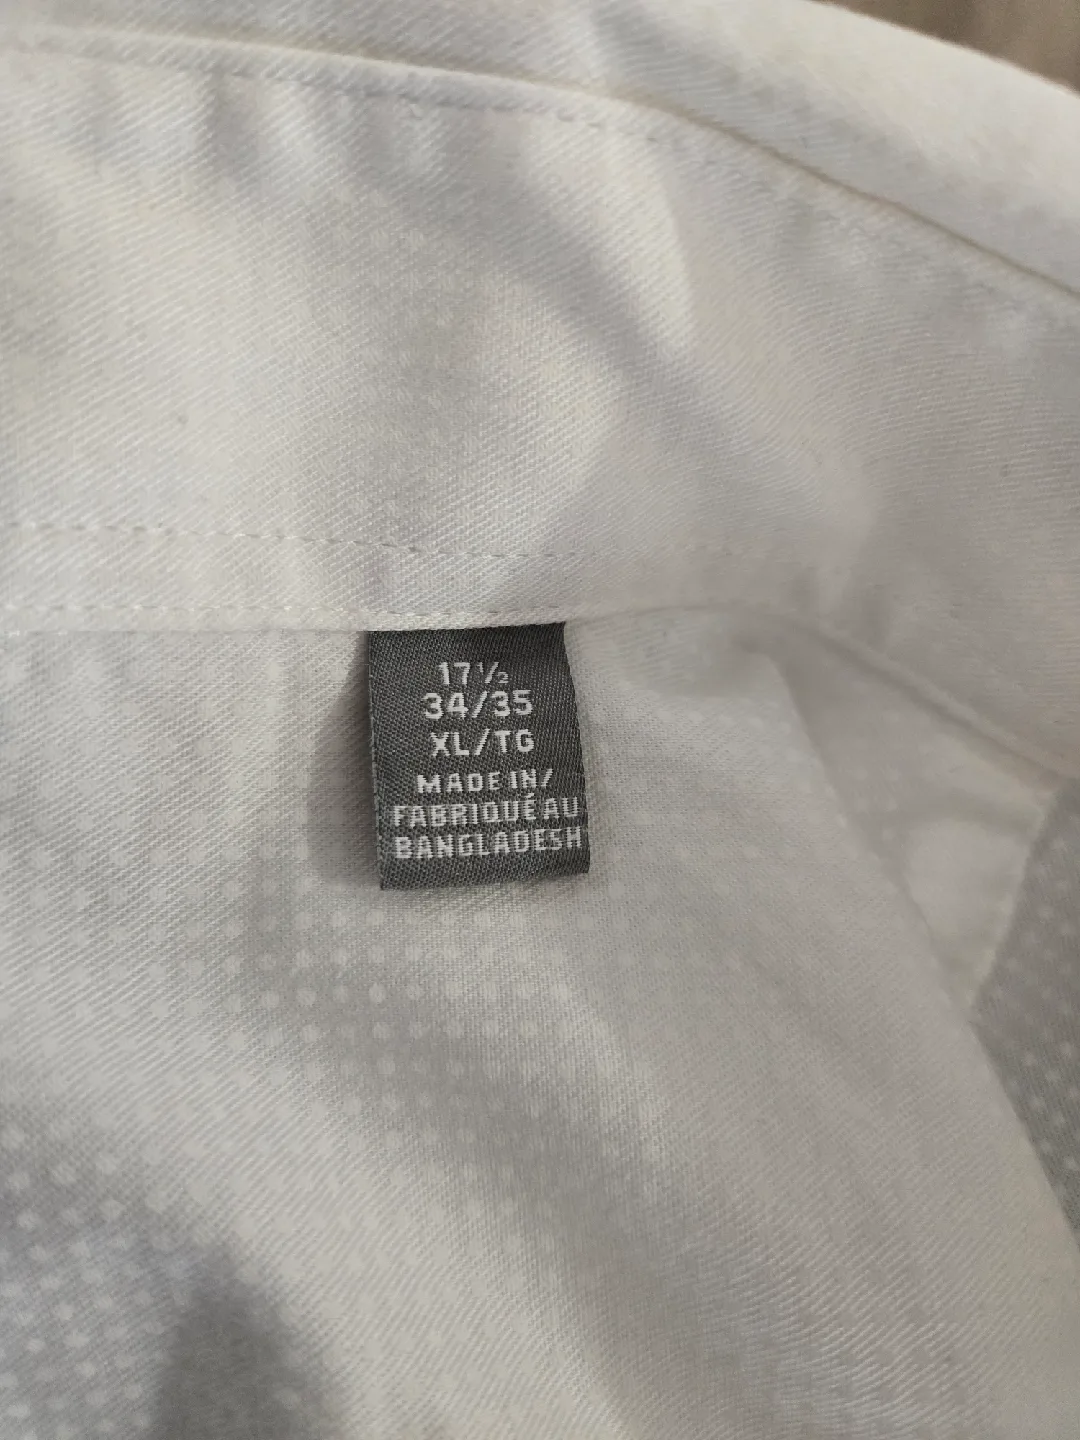 17½
34/35
XL/TG
MADE IN/
FABRIQUÉ AU
BANGLADESH